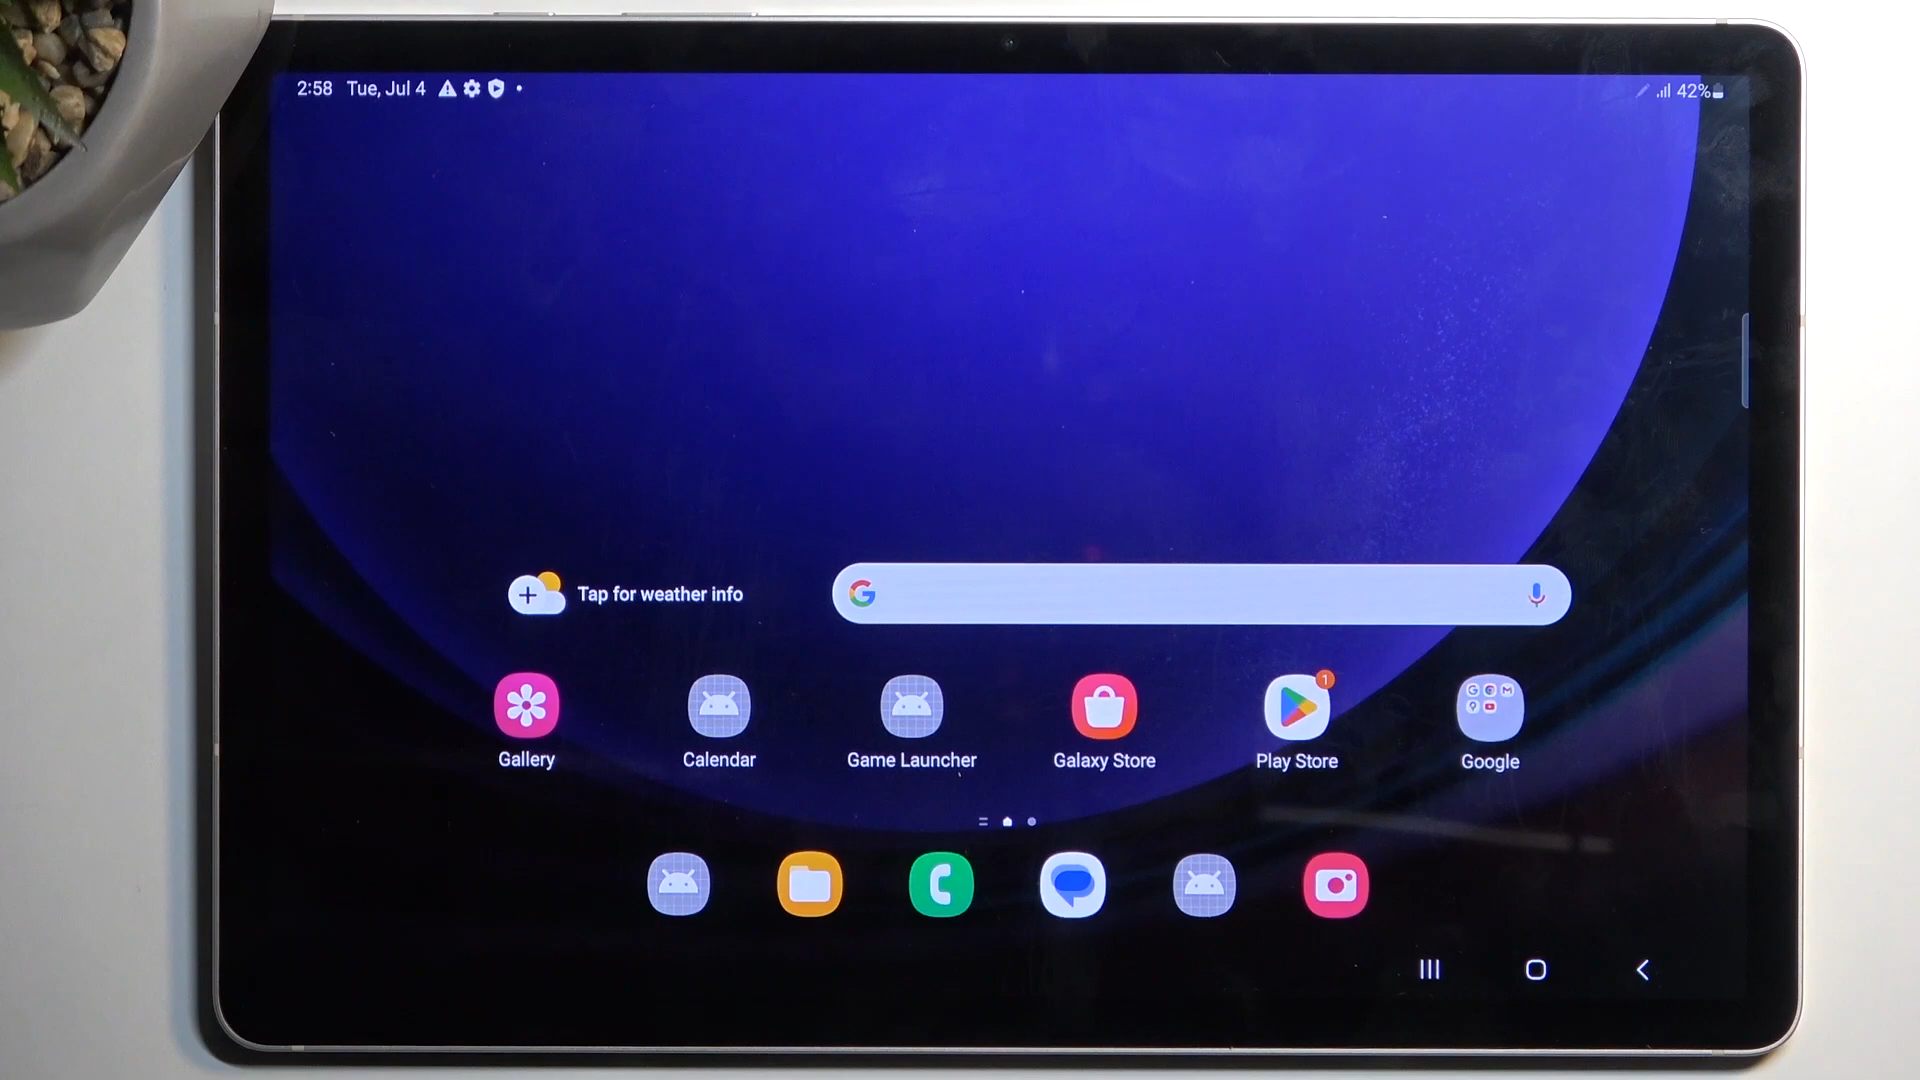 2:58 Tue, Jul 4
42%
Tap for weather info
G
Gallery
Calendar
Game Launcher
Galaxy Store
1
Play Store
Google